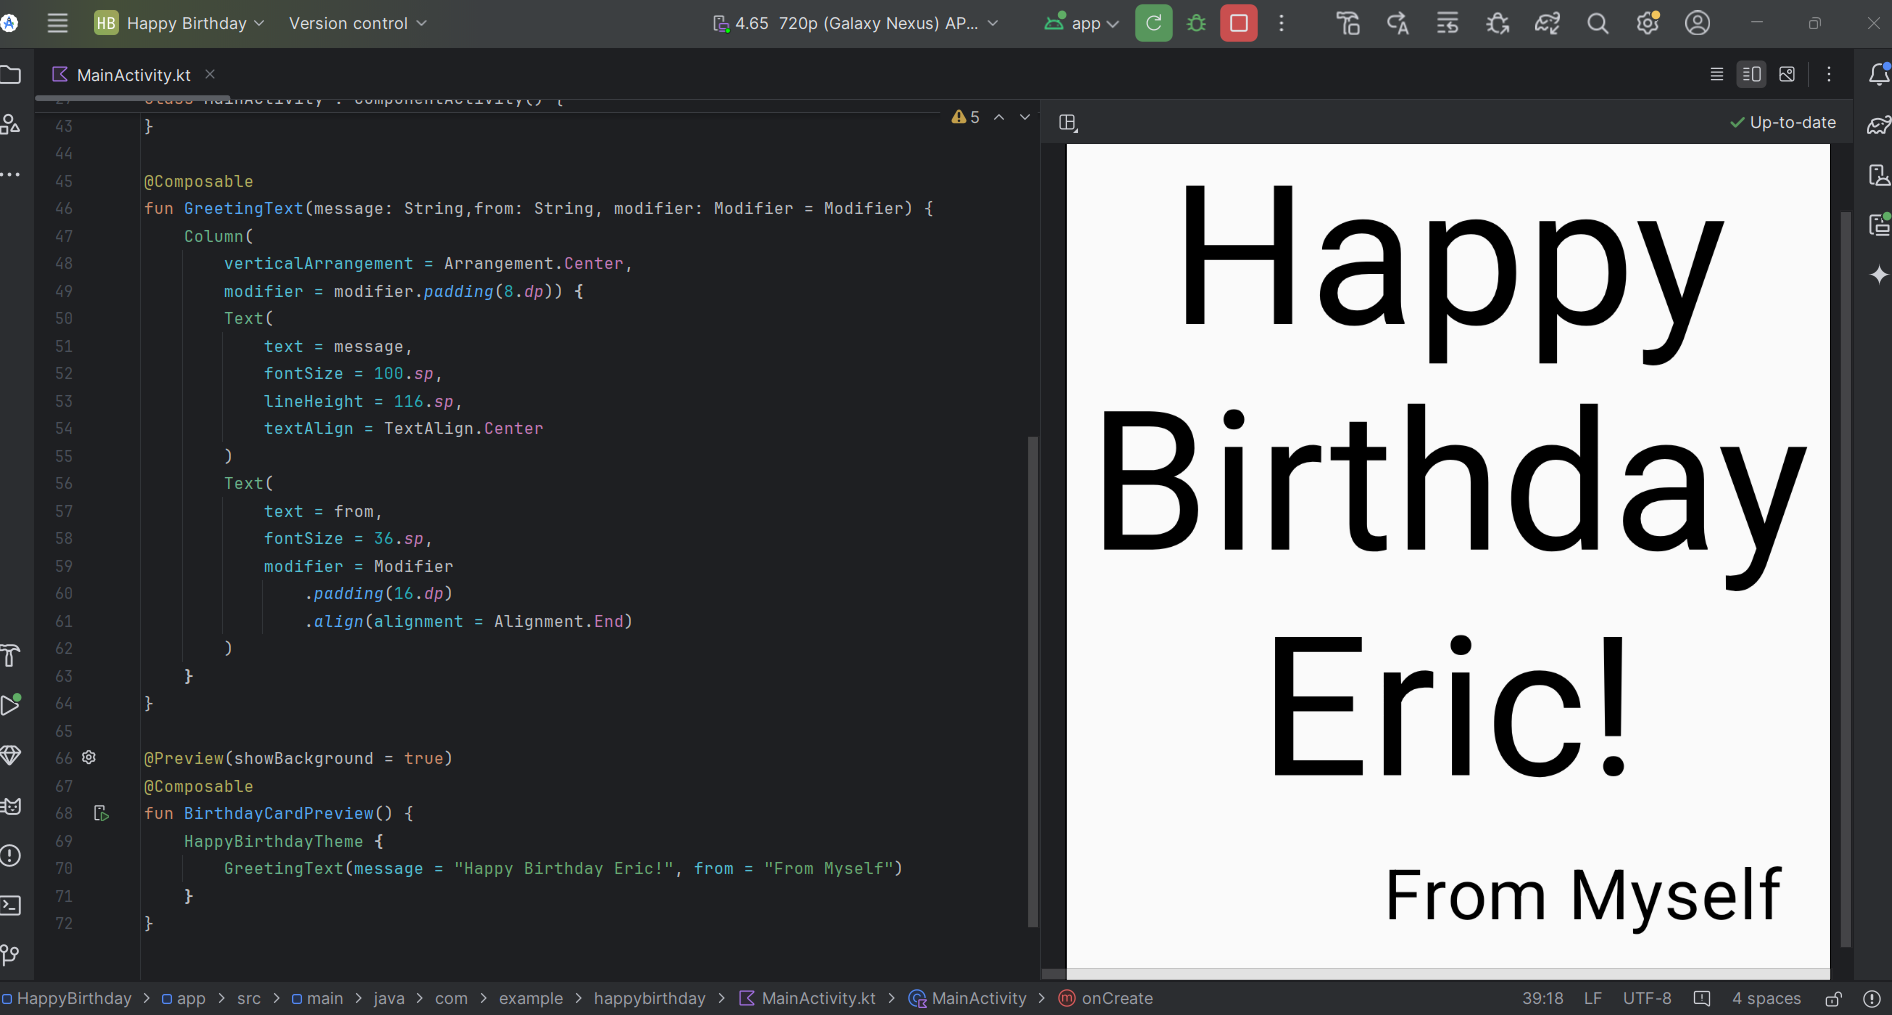 HB Happy Birthday Version control 4.65 720p (Galaxy Nexus) AP... app
MainActivity.kt
27 class MainActivity : ComponentActivity() {
5
Up-to-date
43 }
44
45 @Composable
46 fun GreetingText(message: String,from: String, modifier: Modifier = Modifier) {
47 Column(
48 verticalArrangement = Arrangement.Center,
49 modifier = modifier.padding(8.dp)) {
50 Text(
51 text = message,
52 fontSize = 100.sp,
53 lineHeight = 116.sp,
54 textAlign = TextAlign.Center
55 )
56 Text(
57 text = from,
58 fontSize = 36.sp,
59 modifier = Modifier
60 .padding(16.dp)
61 .align(alignment = Alignment.End)
62 )
63 }
64 }
65
66 @Preview(showBackground = true)
67 @Composable
68 fun BirthdayCardPreview() {
69 HappyBirthdayTheme {
70 GreetingText(message = "Happy Birthday Eric!", from = "From Myself")
71 }
72 }
Happy
Birthday
Eric!
From Myself
HappyBirthday > app > src > main > java > com > example > happybirthday > MainActivity.kt > MainActivity > onCreate 39:18 LF UTF-8 4 spaces